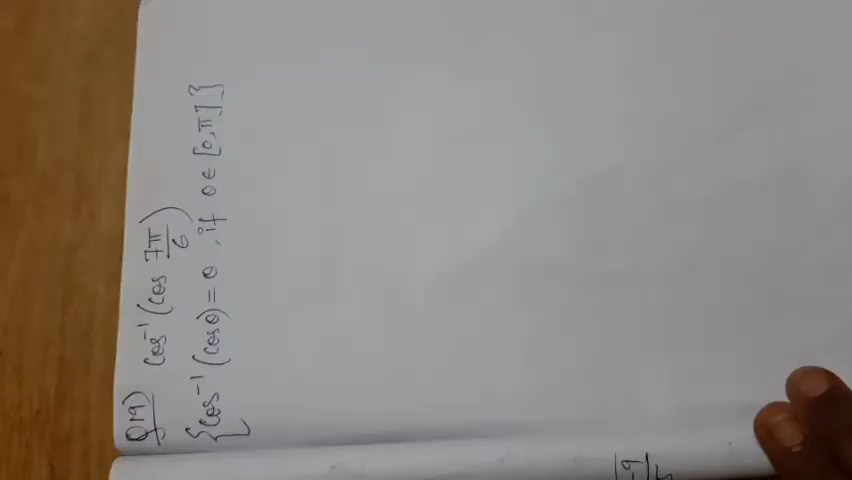 Q19) cos⁻¹(cos 7π/6)
{cos⁻¹(cosθ)=θ, if θ∈[0,π]}